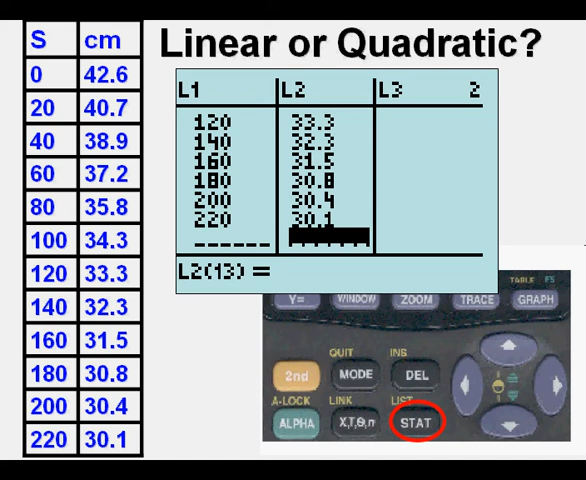 Linear or Quadratic?
S cm
0 42.6
20 40.7
40 38.9
60 37.2
80 35.8
100 34.3
120 33.3
140 32.3
160 31.5
180 30.8
200 30.4
220 30.1
L1 L2 L3 2
120 33.3
140 32.3
160 31.5
180 30.8
200 30.4
220 30.1
------
L2(13) =
TABLE F5
Y= WINDOW ZOOM TRACE GRAPH
QUIT INS
2nd MODE DEL
A-LOCK LINK LIST
ALPHA X,T,Θ,n STAT